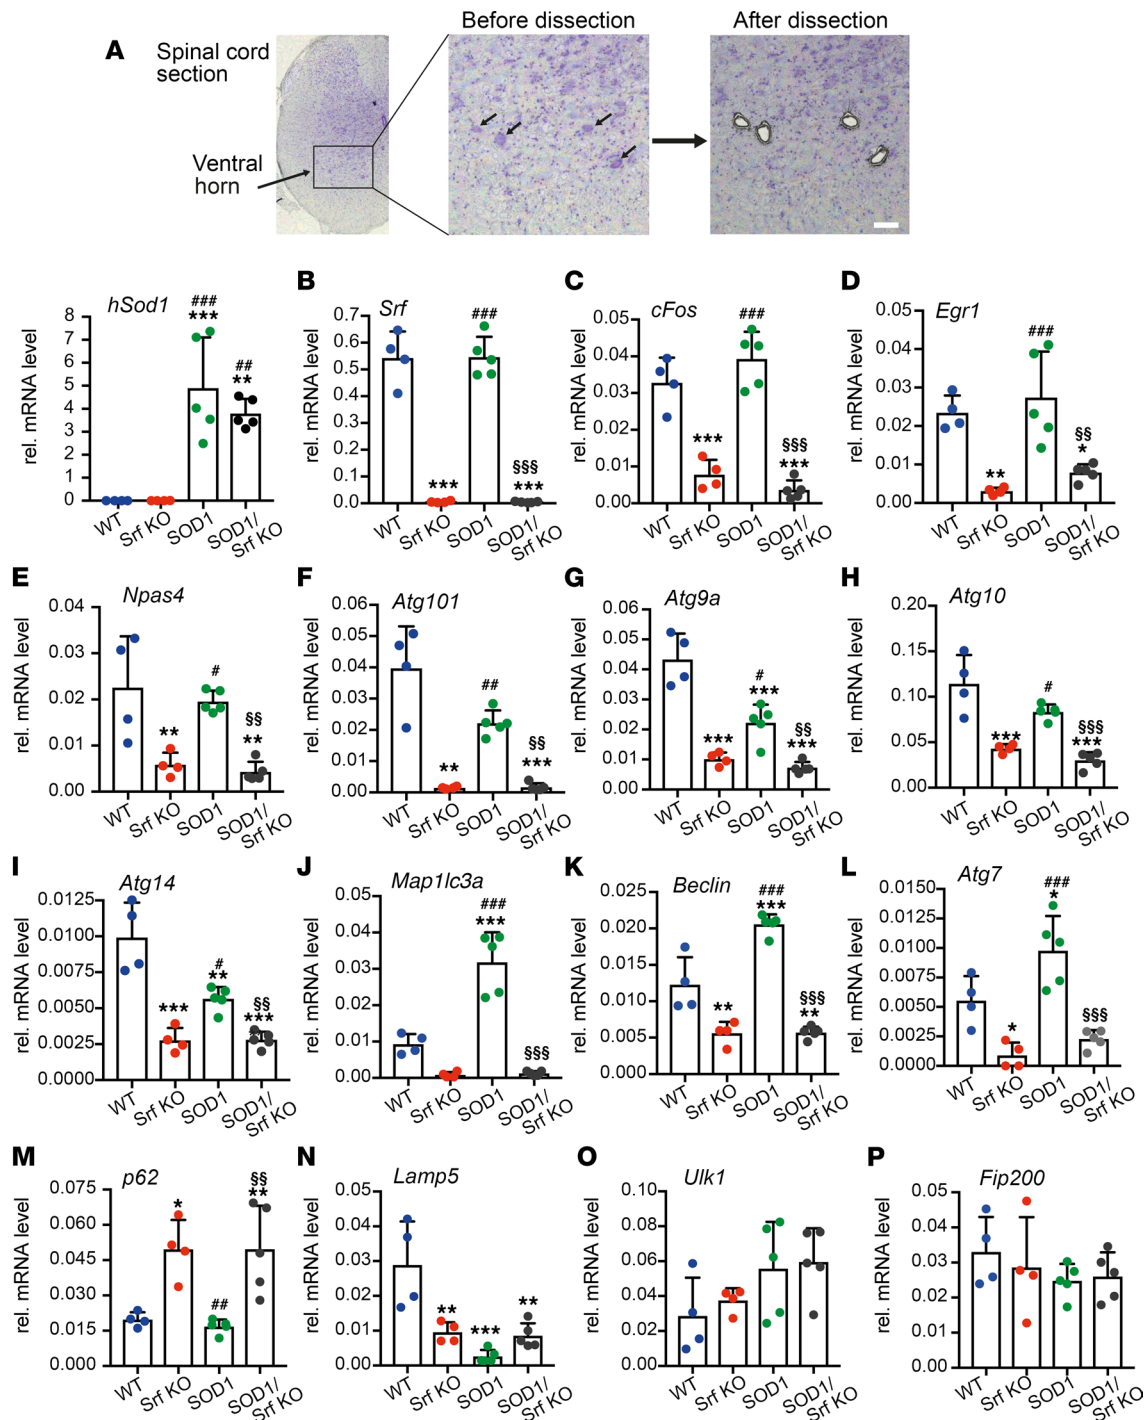 A
Spinal cord
section
Before dissection
After dissection
Ventral
horn
hSod1
rel. mRNA level
8
7
6
5
4
3
2
1
0
###
***
##
**
WT
Srf KO
SOD1
SOD1/
Srf KO
B
Srf
rel. mRNA level
0.7
0.6
0.5
0.4
0.3
0.2
0.1
0.0
***
###
§§§
***
WT
Srf KO
SOD1
SOD1/
Srf KO
C
cFos
rel. mRNA level
0.05
0.04
0.03
0.02
0.01
0.00
***
###
§§§
***
WT
Srf KO
SOD1
SOD1/
Srf KO
D
Egr1
rel. mRNA level
0.05
0.04
0.03
0.02
0.01
0.00
**
###
§§
*
WT
Srf KO
SOD1
SOD1/
Srf KO
E
Npas4
rel. mRNA level
0.04
0.03
0.02
0.01
0.00
**
#
§§
**
WT
Srf KO
SOD1
SOD1/
Srf KO
F
Atg101
rel. mRNA level
0.06
0.05
0.04
0.03
0.02
0.01
0.00
**
##
§§
***
WT
Srf KO
SOD1
SOD1/
Srf KO
G
Atg9a
rel. mRNA level
0.06
0.05
0.04
0.03
0.02
0.01
0.00
***
#
***
§§
***
WT
Srf KO
SOD1
SOD1/
Srf KO
H
Atg10
rel. mRNA level
0.20
0.15
0.10
0.05
0.00
***
#
§§§
***
WT
Srf KO
SOD1
SOD1/
Srf KO
I
Atg14
rel. mRNA level
0.0125
0.0100
0.0075
0.0050
0.0025
0.0000
***
#
**
§§
***
WT
Srf KO
SOD1
SOD1/
Srf KO
J
Map1lc3a
rel. mRNA level
0.05
0.04
0.03
0.02
0.01
0.00
###
***
§§§
WT
Srf KO
SOD1
SOD1/
Srf KO
K
Beclin
rel. mRNA level
0.025
0.020
0.015
0.010
0.005
0.000
**
###
***
§§§
**
WT
Srf KO
SOD1
SOD1/
Srf KO
L
Atg7
rel. mRNA level
0.0150
0.0125
0.0100
0.0075
0.0050
0.0025
0.0000
*
###
*
§§§
WT
Srf KO
SOD1
SOD1/
Srf KO
M
p62
rel. mRNA level
0.075
0.060
0.045
0.030
0.015
0.000
*
##
§§
**
WT
Srf KO
SOD1
SOD1/
Srf KO
N
Lamp5
rel. mRNA level
0.05
0.04
0.03
0.02
0.01
0.00
**
***
**
WT
Srf KO
SOD1
SOD1/
Srf KO
O
Ulk1
rel. mRNA level
0.10
0.08
0.06
0.04
0.02
0.00
WT
Srf KO
SOD1
SOD1/
Srf KO
P
Fip200
rel. mRNA level
0.05
0.04
0.03
0.02
0.01
0.00
WT
Srf KO
SOD1
SOD1/
Srf KO